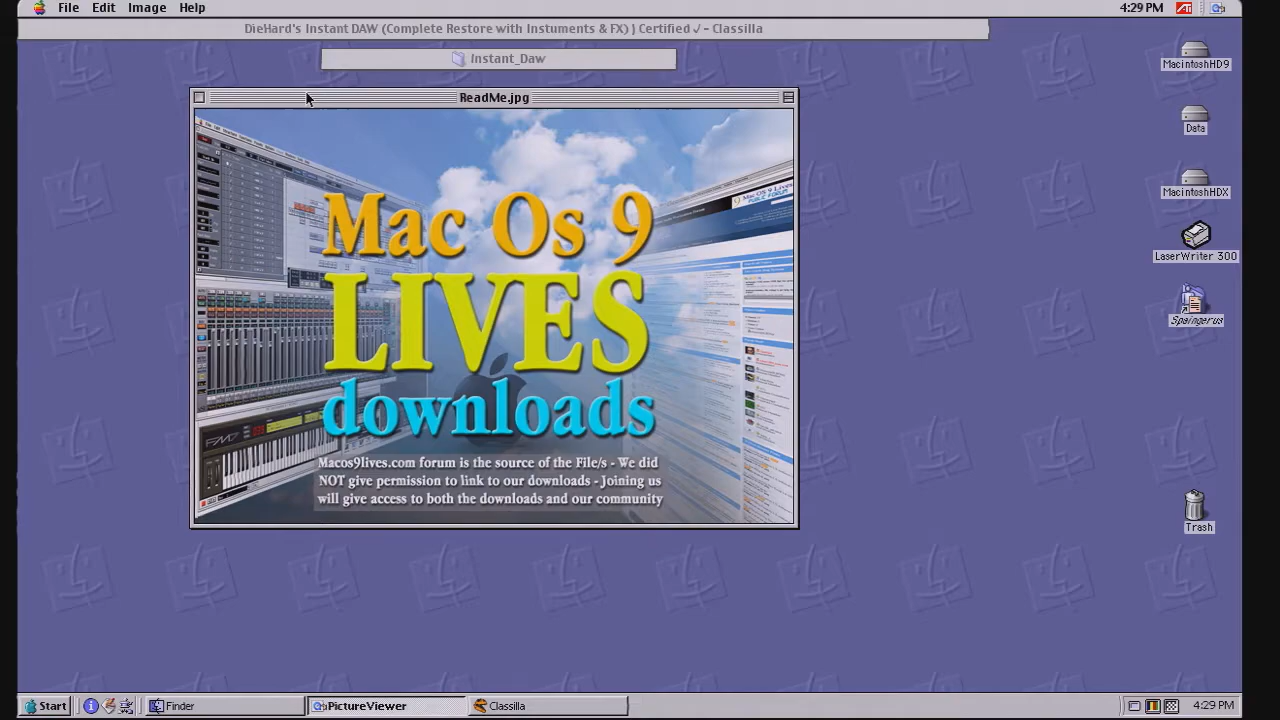 File Edit Image Help
4:29 PM
DieHard's Instant DAW (Complete Restore with Instuments & FX) ] Certified √ - Classilla
Instant_Daw
ReadMe.jpg
MacintoshHD9
Data
MacintoshHDX
LaserWriter 300
Trash
Mac Os 9
LIVES
downloads
Macos9lives.com forum is the source of the File/s - We did
NOT give permission to link to our downloads - Joining us
will give access to both the downloads and our community
FM7
Start
Finder
PictureViewer
Classilla
4:29 PM